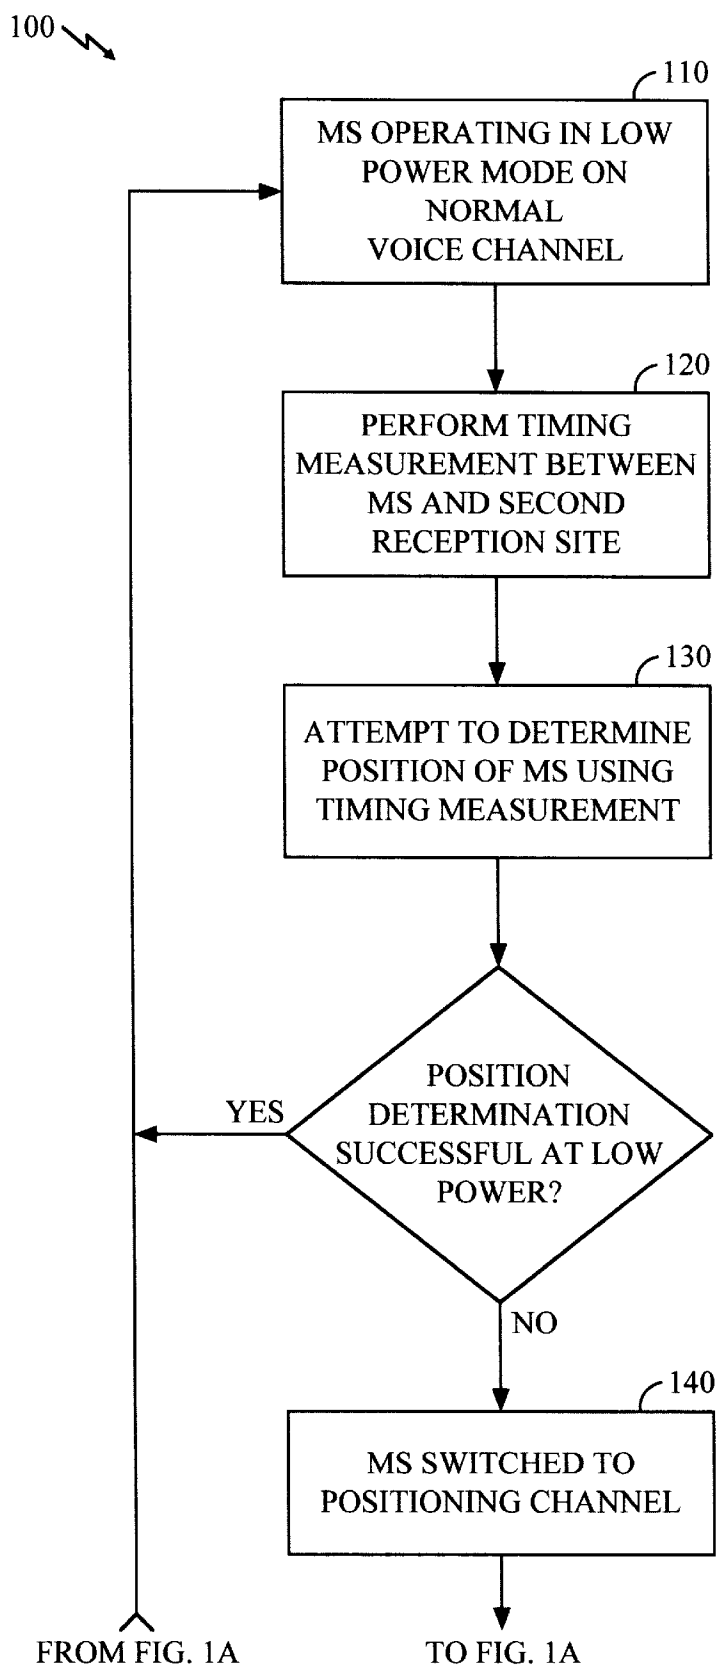 100
110
MS OPERATING IN LOW
POWER MODE ON
NORMAL
VOICE CHANNEL
120
PERFORM TIMING
MEASUREMENT BETWEEN
MS AND SECOND
RECEPTION SITE
130
ATTEMPT TO DETERMINE
POSITION OF MS USING
TIMING MEASUREMENT
POSITION
DETERMINATION
SUCCESSFUL AT LOW
POWER?
YES
NO
140
MS SWITCHED TO
POSITIONING CHANNEL
FROM FIG. 1A
TO FIG. 1A